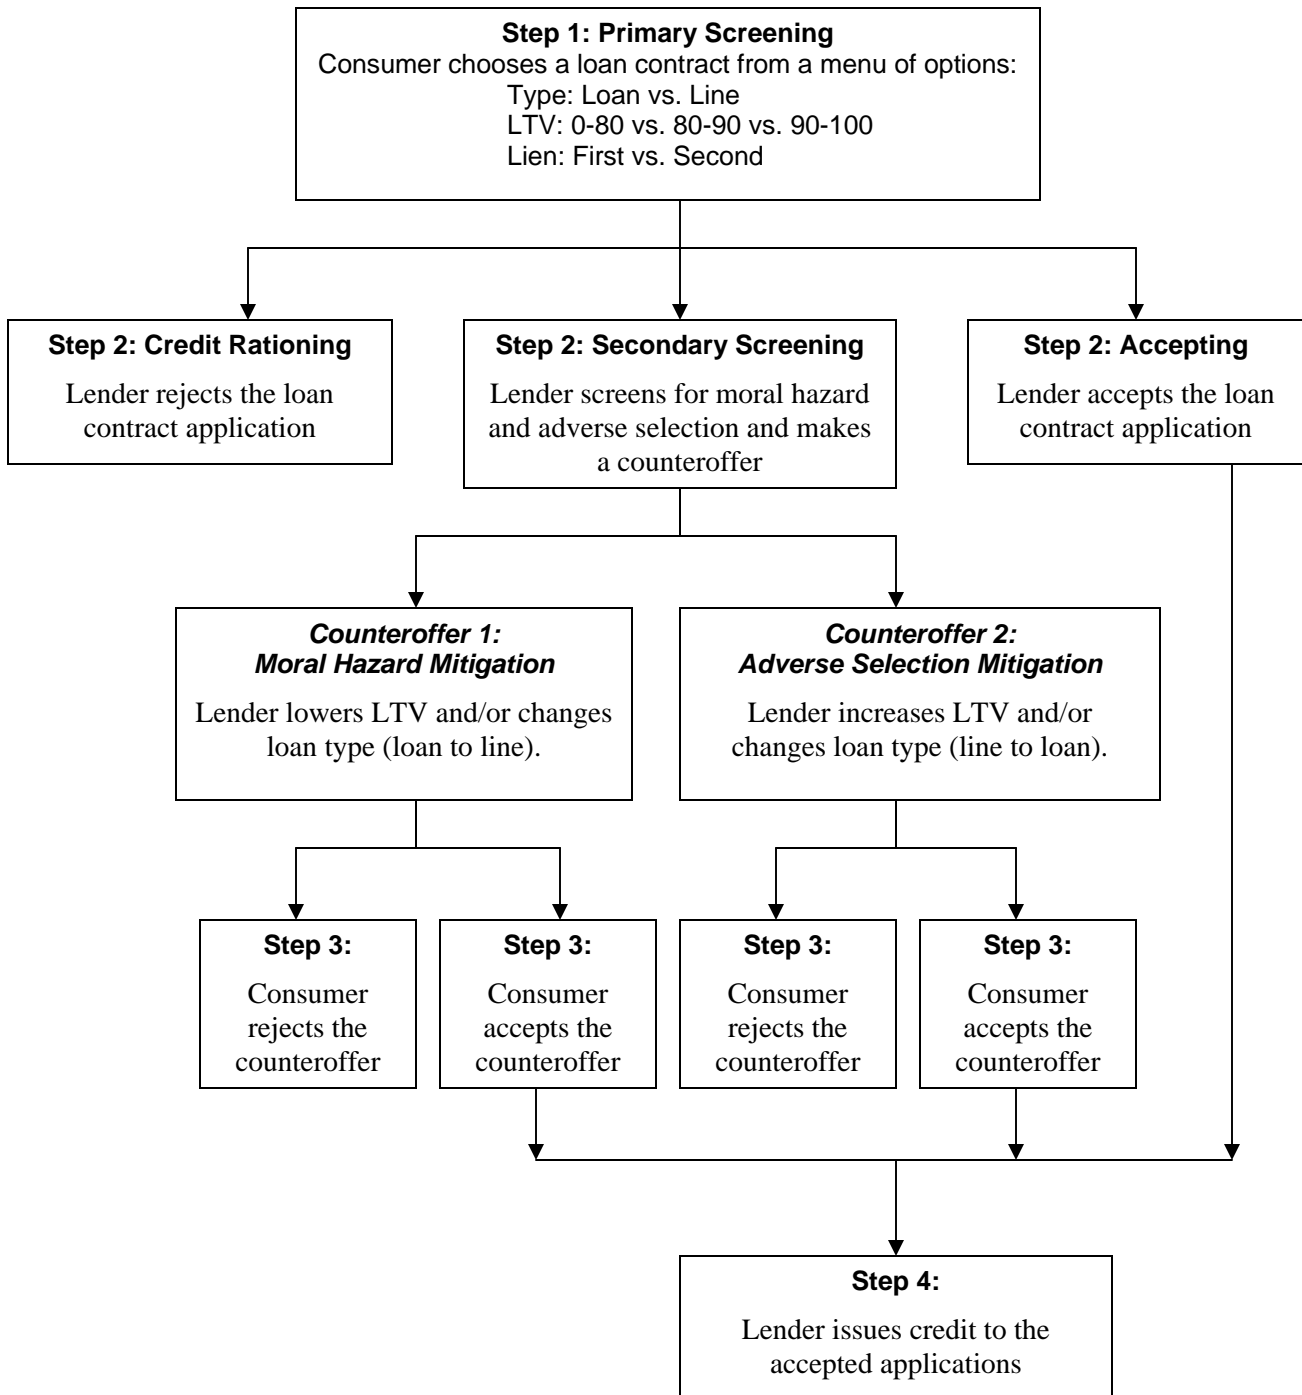 Step 1: Primary Screening
Consumer chooses a loan contract from a menu of options:
Type: Loan vs. Line
LTV: 0-80 vs. 80-90 vs. 90-100
Lien: First vs. Second
Step 2: Credit Rationing
Lender rejects the loan
contract application
Step 2: Secondary Screening
Lender screens for moral hazard
and adverse selection and makes
a counteroffer
Step 2: Accepting
Lender accepts the loan
contract application
Counteroffer 1:
Moral Hazard Mitigation
Lender lowers LTV and/or changes
loan type (loan to line).
Counteroffer 2:
Adverse Selection Mitigation
Lender increases LTV and/or
changes loan type (line to loan).
Step 3:
Consumer
rejects the
counteroffer
Step 3:
Consumer
accepts the
counteroffer
Step 3:
Consumer
rejects the
counteroffer
Step 3:
Consumer
accepts the
counteroffer
Step 4:
Lender issues credit to the
accepted applications